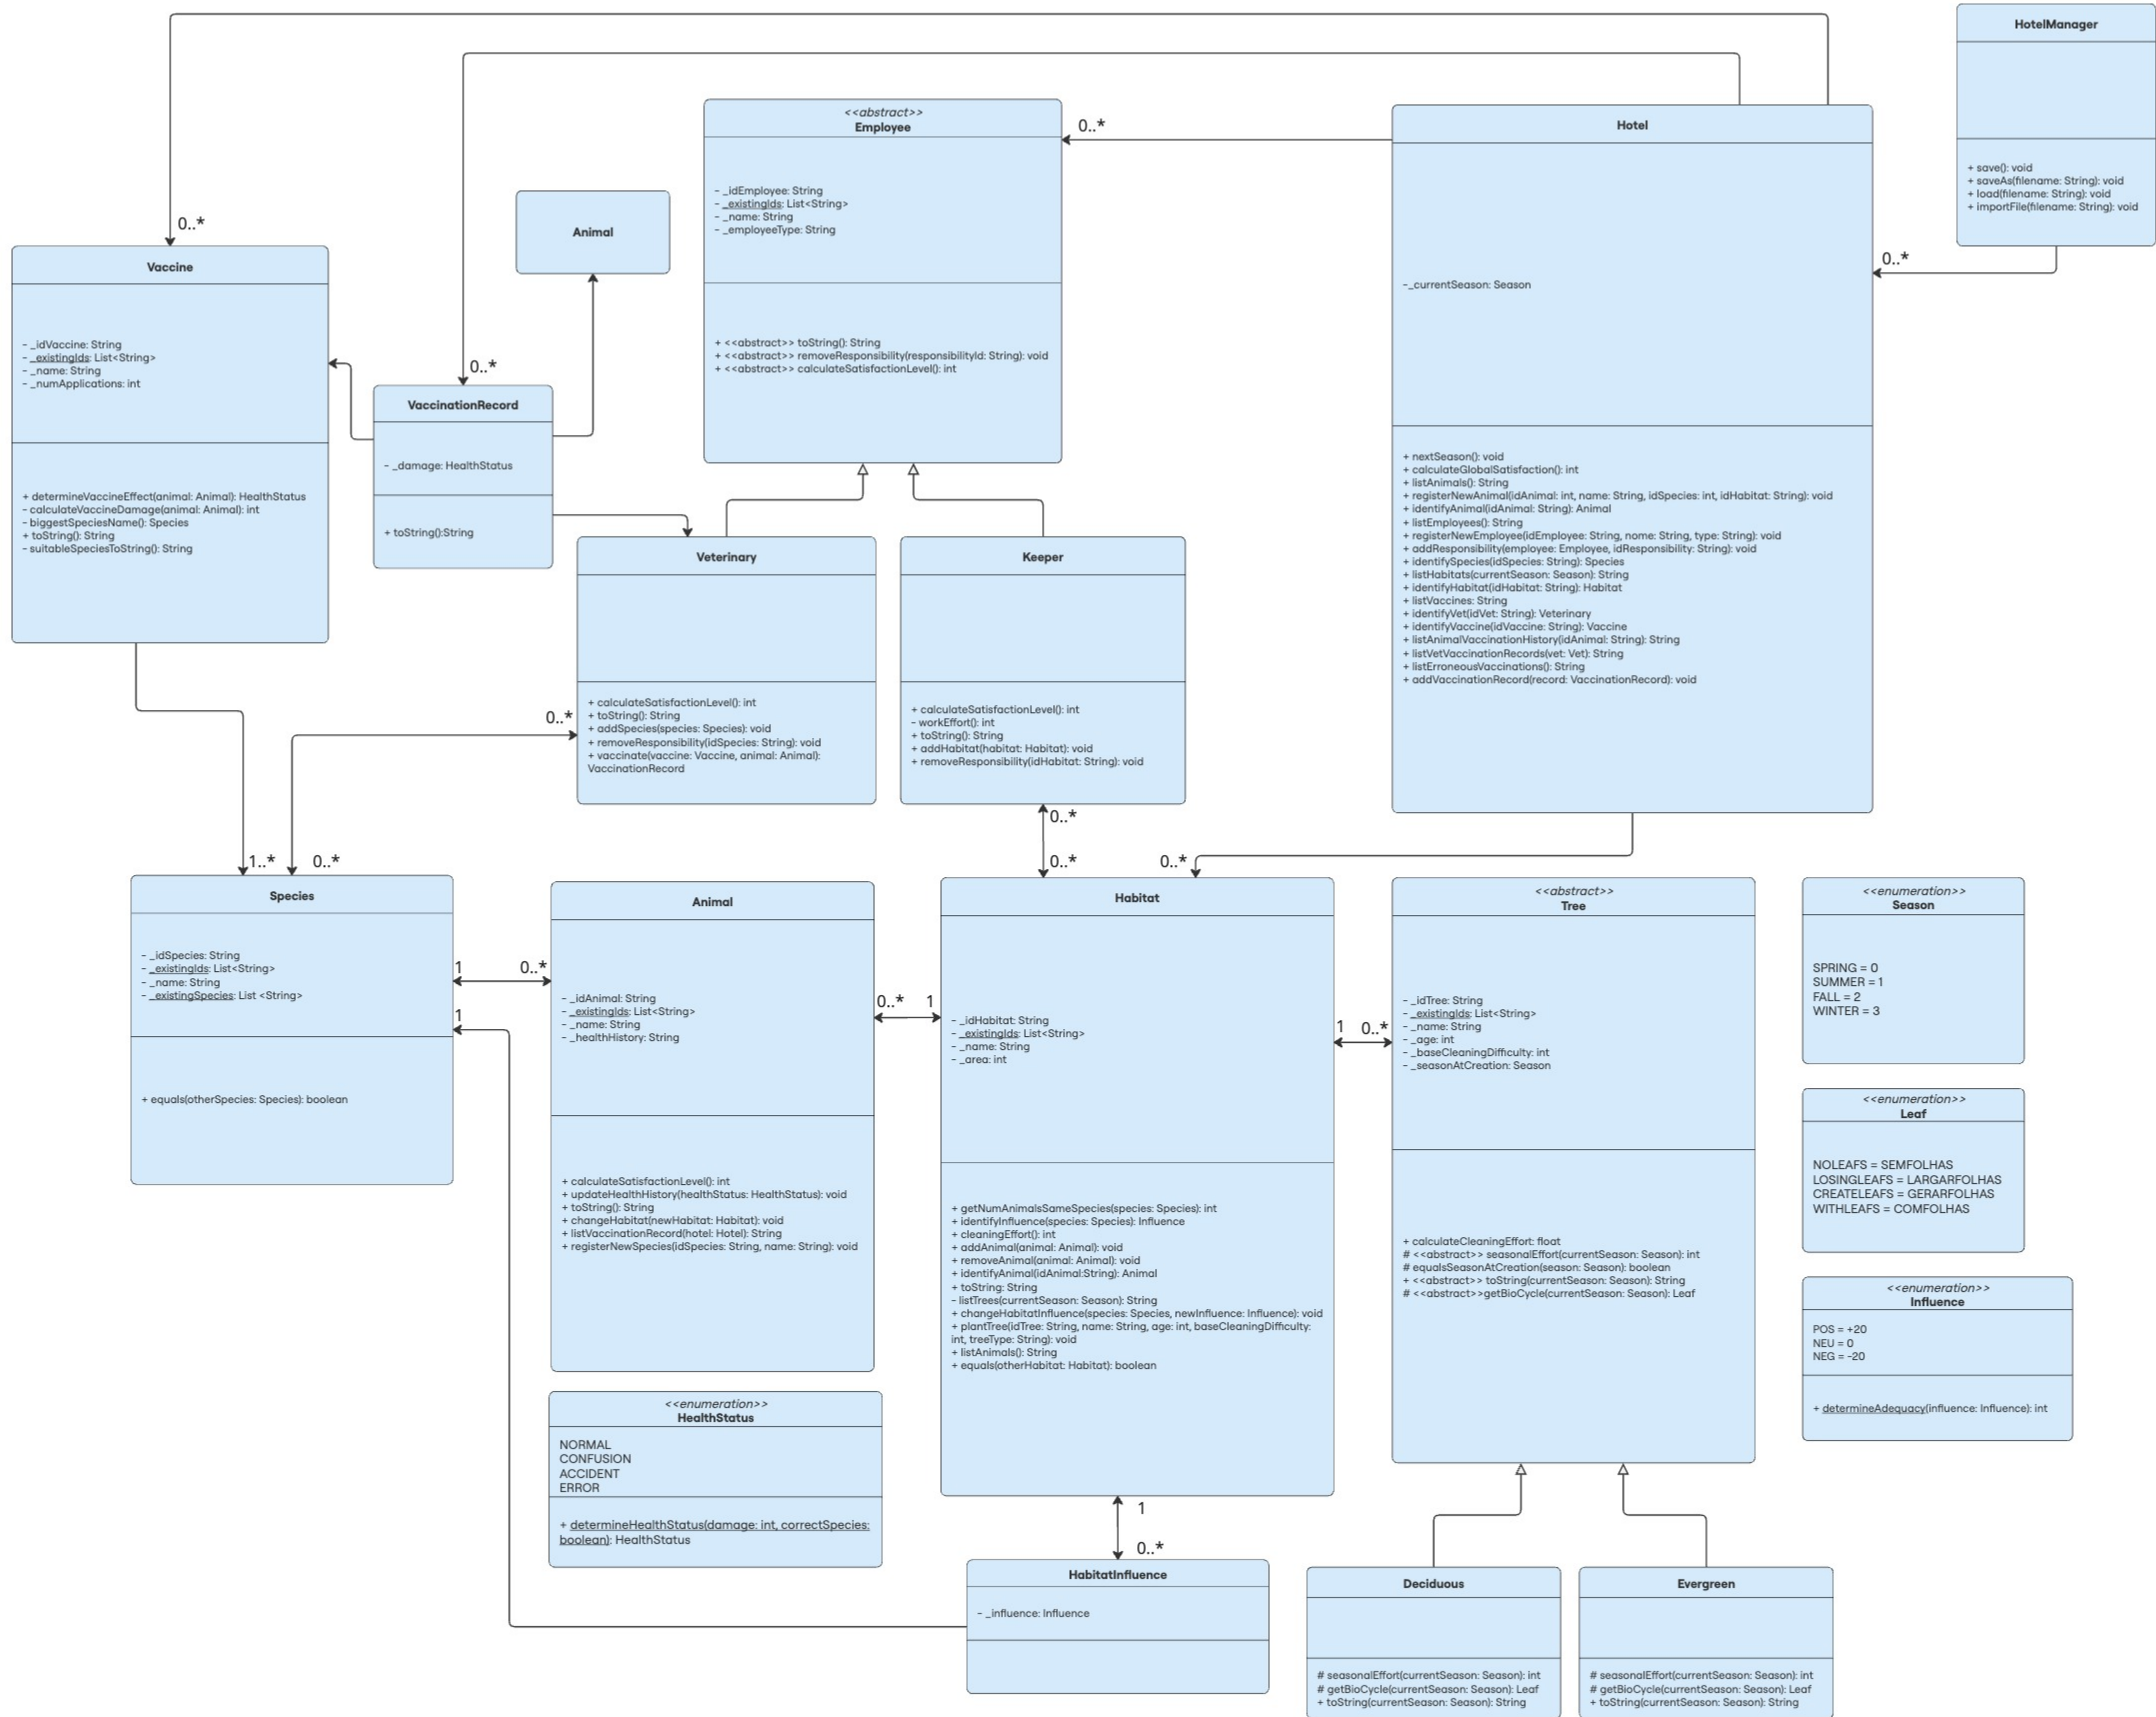 HotelManager
+ save(): void
+ saveAs(filename: String): void
+ load(filename: String): void
+ importFile(filename: String): void
0..*
<<abstract>>
Employee
- _idEmployee: String
- _existingIds: List<String>
- _name: String
- _employeeType: String
+ <<abstract>> toString(): String
+ <<abstract>> removeResponsibility(responsibilityId: String): void
+ <<abstract>> calculateSatisfactionLevel(): int
0..*
Hotel
-_currentSeason: Season
+ nextSeason(): void
+ calculateGlobalSatisfaction(): int
+ listAnimals(): String
+ registerNewAnimal(idAnimal: int, name: String, idSpecies: int, idHabitat: String): void
+ identifyAnimal(idAnimal: String): Animal
+ listEmployees(): String
+ registerNewEmployee(idEmployee: String, nome: String, type: String): void
+ addResponsibility(employee: Employee, idResponsibility: String): void
+ identifySpecies(idSpecies: String): Species
+ listHabitats(currentSeason: Season): String
+ identifyHabitat(idHabitat: String): Habitat
+ listVaccines: String
+ identifyVet(idVet: String): Veterinary
+ identifyVaccine(idVaccine: String): Vaccine
+ listAnimalVaccinationHistory(idAnimal: String): String
+ listVetVaccinationRecords(vet: Vet): String
+ listErroneousVaccinations(): String
+ addVaccinationRecord(record: VaccinationRecord): void
Animal
0..*
Vaccine
- _idVaccine: String
- _existingIds: List<String>
- _name: String
- _numApplications: int
+ determineVaccineEffect(animal: Animal): HealthStatus
- calculateVaccineDamage(animal: Animal): int
- biggestSpeciesName(): Species
+ toString(): String
- suitableSpeciesToString(): String
0..*
VaccinationRecord
- _damage: HealthStatus
+ toString():String
Veterinary
+ calculateSatisfactionLevel(): int
+ toString(): String
+ addSpecies(species: Species): void
+ removeResponsibility(idSpecies: String): void
+ vaccinate(vaccine: Vaccine, animal: Animal):
VaccinationRecord
0..*
Keeper
+ calculateSatisfactionLevel(): int
- workEffort(): int
+ toString(): String
+ addHabitat(habitat: Habitat): void
+ removeResponsibility(idHabitat: String): void
0..*
0..*
0..*
1..*
0..*
Species
- _idSpecies: String
- _existingIds: List<String>
- _name: String
- _existingSpecies: List <String>
+ equals(otherSpecies: Species): boolean
1
0..*
1
Animal
- _idAnimal: String
- _existingIds: List<String>
- _name: String
- _healthHistory: String
+ calculateSatisfactionLevel(): int
+ updateHealthHistory(healthStatus: HealthStatus): void
+ toString(): String
+ changeHabitat(newHabitat: Habitat): void
+ listVaccinationRecord(hotel: Hotel): String
+ registerNewSpecies(idSpecies: String, name: String): void
0..*
1
Habitat
- _idHabitat: String
- _existingIds: List<String>
- _name: String
- _area: int
+ getNumAnimalsSameSpecies(species: Species): int
+ identifyInfluence(species: Species): Influence
+ cleaningEffort(): int
+ addAnimal(animal: Animal): void
+ removeAnimal(animal: Animal): void
+ identifyAnimal(idAnimal:String): Animal
+ toString: String
- listTrees(currentSeason: Season): String
+ changeHabitatInfluence(species: Species, newInfluence: Influence): void
+ plantTree(idTree: String, name: String, age: int, baseCleaningDifficulty:
int, treeType: String): void
+ listAnimals(): String
+ equals(otherHabitat: Habitat): boolean
1
0..*
<<abstract>>
Tree
- _idTree: String
- _existingIds: List<String>
- _name: String
- _age: int
- _baseCleaningDifficulty: int
- _seasonAtCreation: Season
+ calculateCleaningEffort: float
# <<abstract>> seasonalEffort(currentSeason: Season): int
# equalsSeasonAtCreation(season: Season): boolean
+ <<abstract>> toString(currentSeason: Season): String
# <<abstract>>getBioCycle(currentSeason: Season): Leaf
<<enumeration>>
Season
SPRING = 0
SUMMER = 1
FALL = 2
WINTER = 3
<<enumeration>>
Leaf
NOLEAFS = SEMFOLHAS
LOSINGLEAFS = LARGARFOLHAS
CREATELEAFS = GERARFOLHAS
WITHLEAFS = COMFOLHAS
<<enumeration>>
Influence
POS = +20
NEU = 0
NEG = -20
+ determineAdequacy(influence: Influence): int
<<enumeration>>
HealthStatus
NORMAL
CONFUSION
ACCIDENT
ERROR
+ determineHealthStatus(damage: int, correctSpecies:
boolean): HealthStatus
1
0..*
HabitatInfluence
- _influence: Influence
Deciduous
# seasonalEffort(currentSeason: Season): int
# getBioCycle(currentSeason: Season): Leaf
+ toString(currentSeason: Season): String
Evergreen
# seasonalEffort(currentSeason: Season): int
# getBioCycle(currentSeason: Season): Leaf
+ toString(currentSeason: Season): String